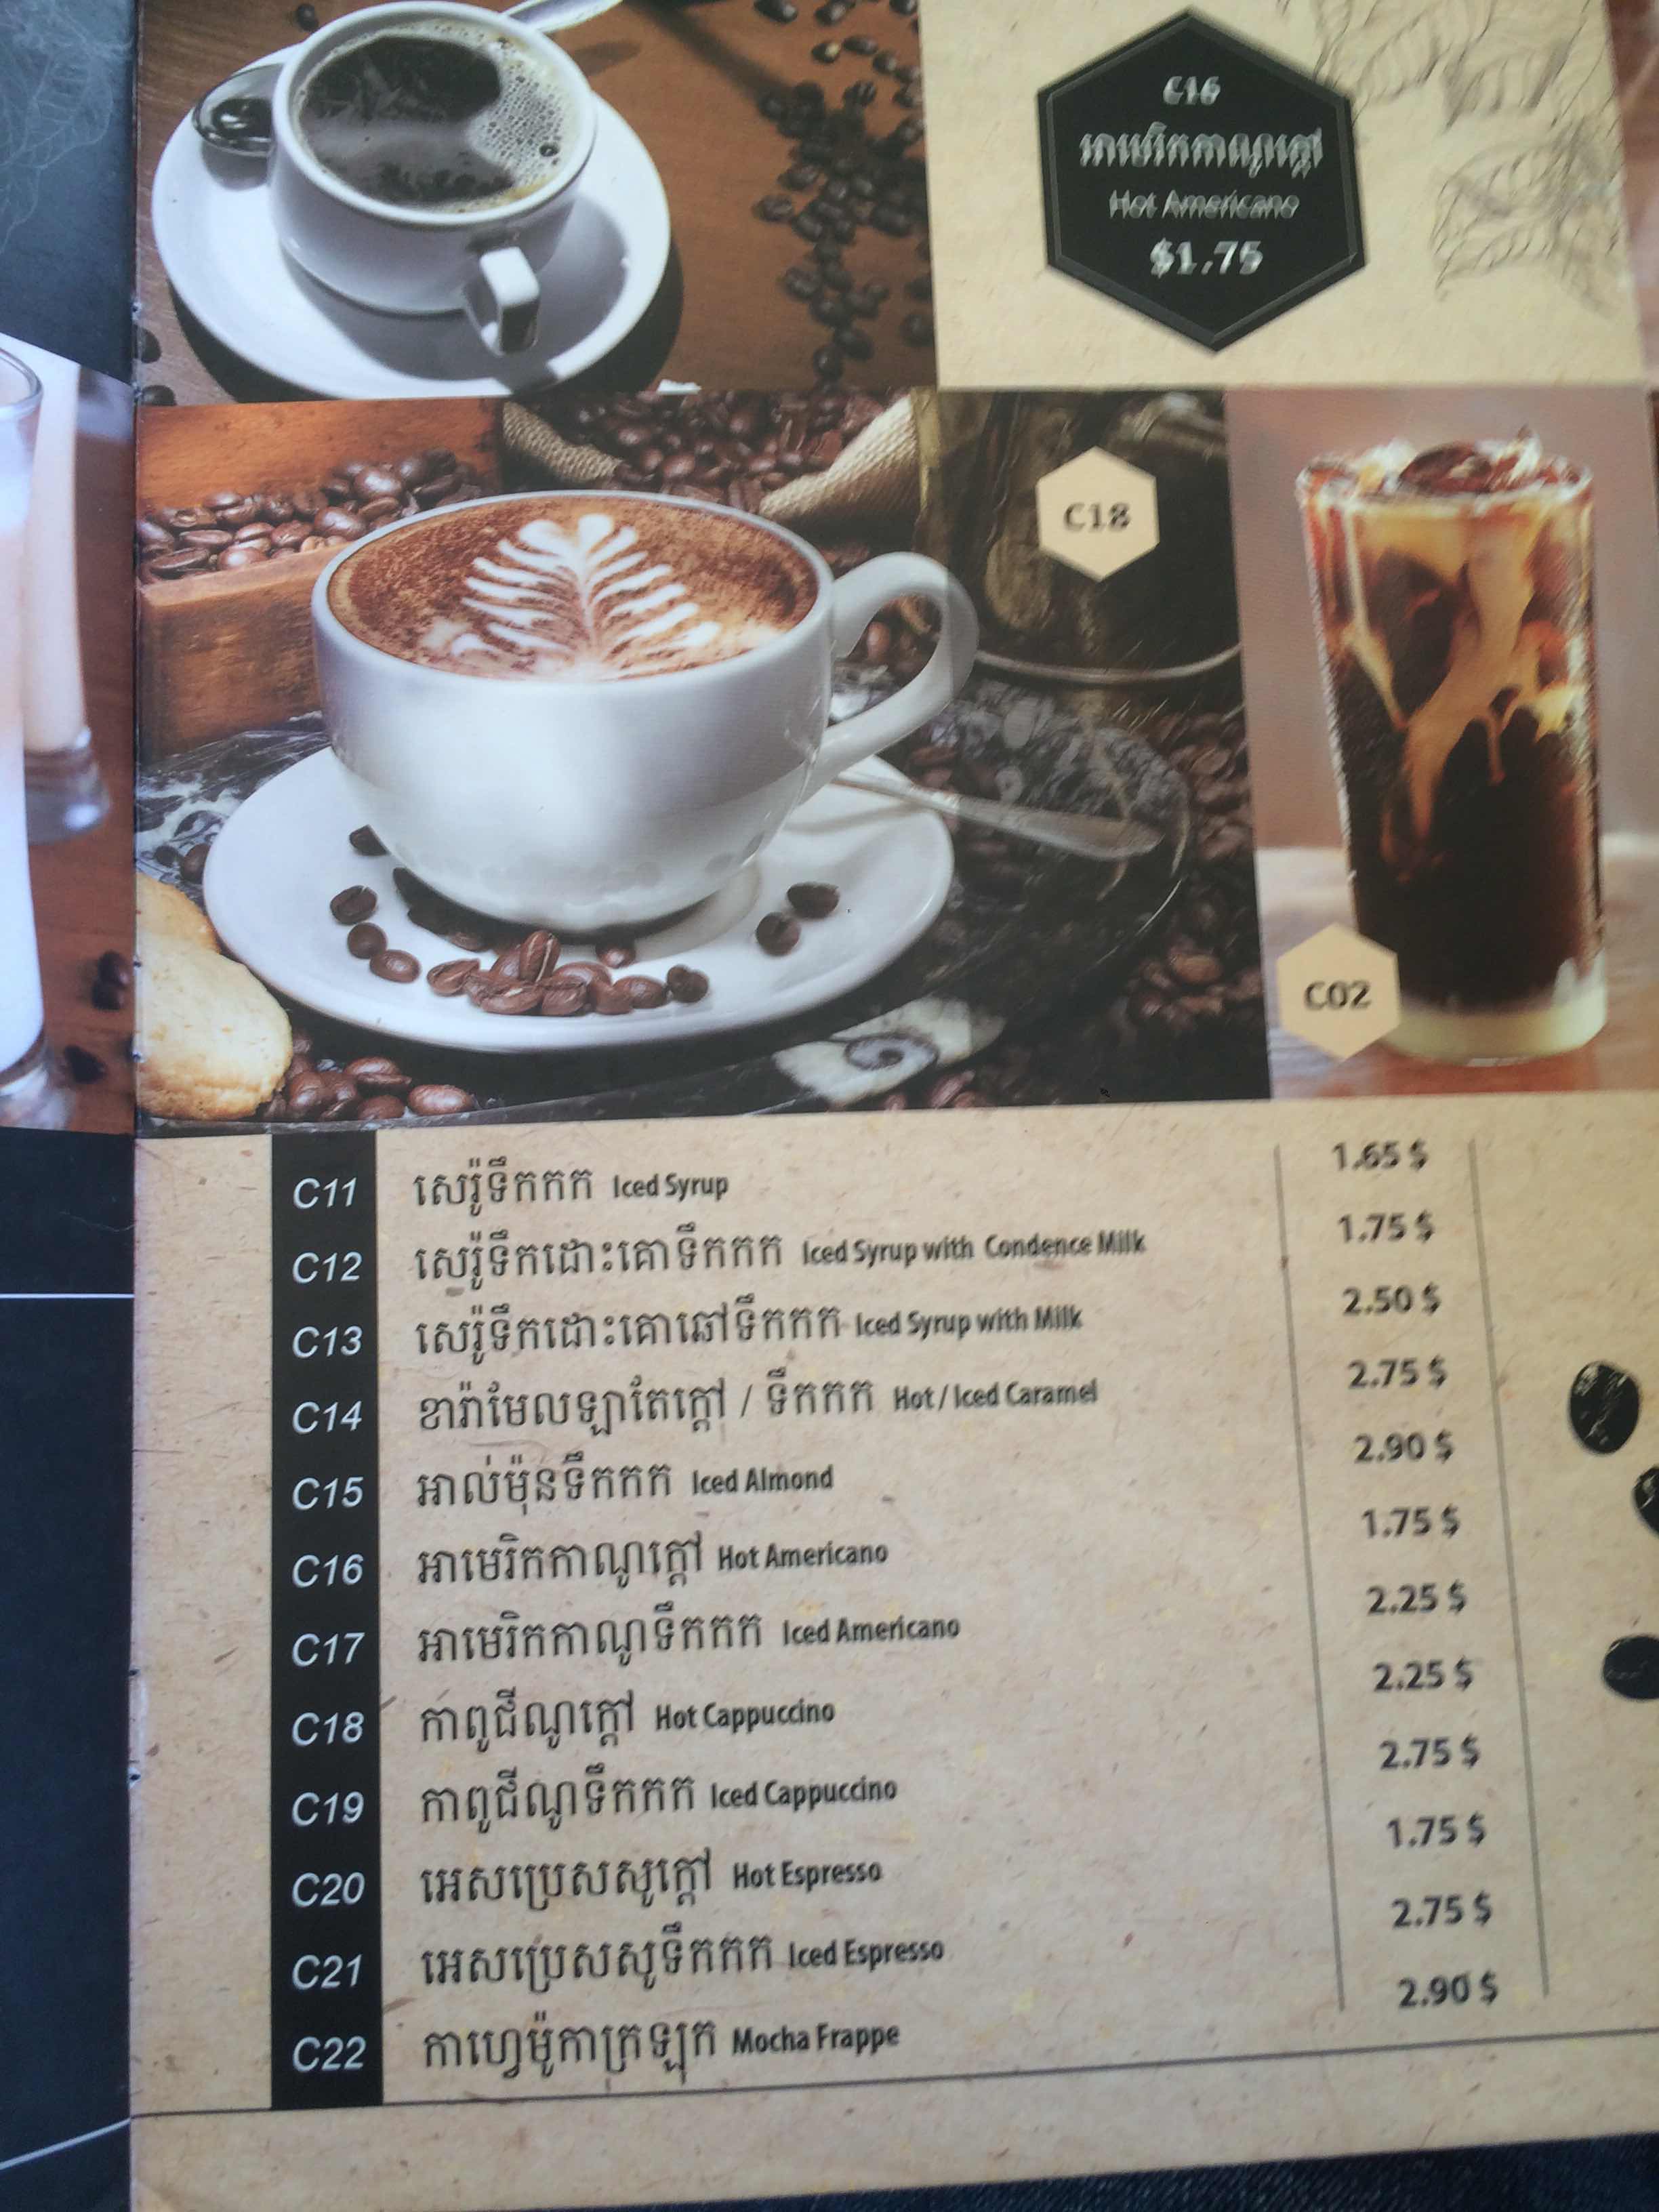 C16
អាមេរិកកាណូក្តៅ
Hot Americano
$1.75
C18
C02
C11 សេរ៉ូទឹកកក Iced Syrup 1.65 $
C12 សេរ៉ូទឹកដោះគោទឹកកក Iced Syrup with Condence Milk 1.75 $
C13 សេរ៉ូទឹកដោះគោឆៅទឹកកក Iced Syrup with Milk 2.50 $
C14 ខារ៉ាមែលឡាតែក្តៅ / ទឹកកក Hot / Iced Caramel 2.75 $
C15 អាល់ម៉ុនទឹកកក Iced Almond 2.90 $
C16 អាមេរិកកាណូក្តៅ Hot Americano 1.75 $
C17 អាមេរិកកាណូទឹកកក Iced Americano 2.25 $
C18 កាពូជីណូក្តៅ Hot Cappuccino 2.25 $
C19 កាពូជីណូទឹកកក Iced Cappuccino 2.75 $
C20 អេសប្រេសសូក្តៅ Hot Espresso 1.75 $
C21 អេសប្រេសសូទឹកកក Iced Espresso 2.75 $
C22 កាហ្វេម៉ូកាក្រឡុក Mocha Frappe 2.90 $